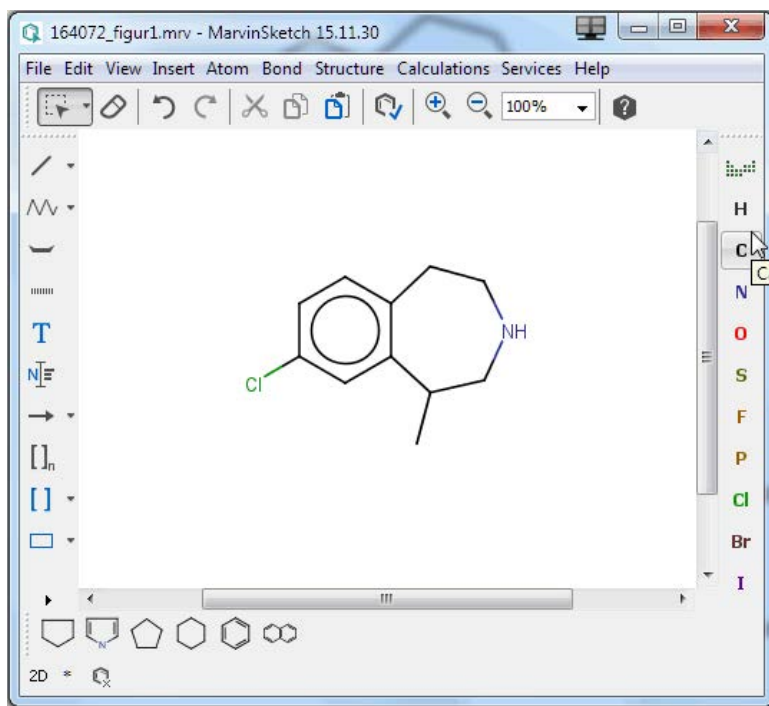 164072_figur1.mrv - MarvinSketch 15.11.30
File Edit View Insert Atom Bond Structure Calculations Services Help
100%
H
C
C
N
T
O
N
S
F
[ ]n
P
[ ]
Cl
Br
I
NH
Cl
N
2D *